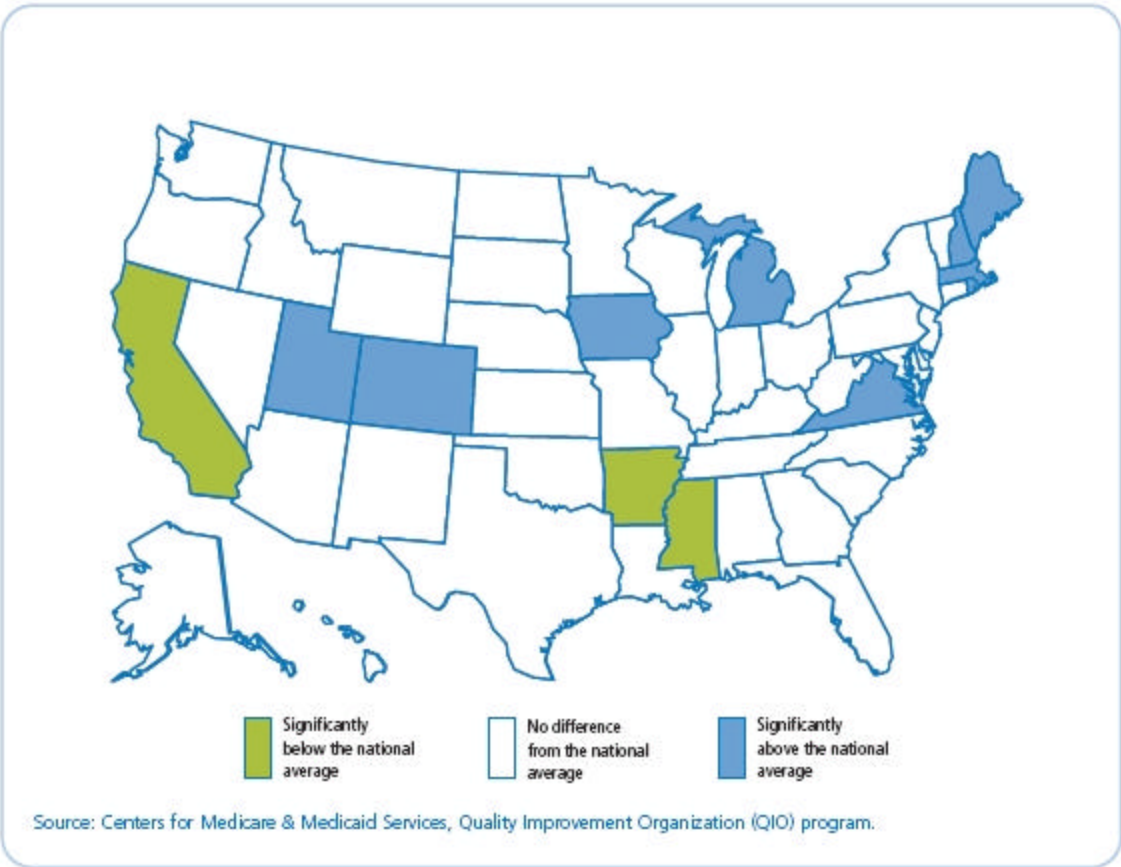 Significantly
below the national
average
No difference
from the national
average
Significantly
above the national
average
Source: Centers for Medicare & Medicaid Services, Quality Improvement Organization (QIO) program.